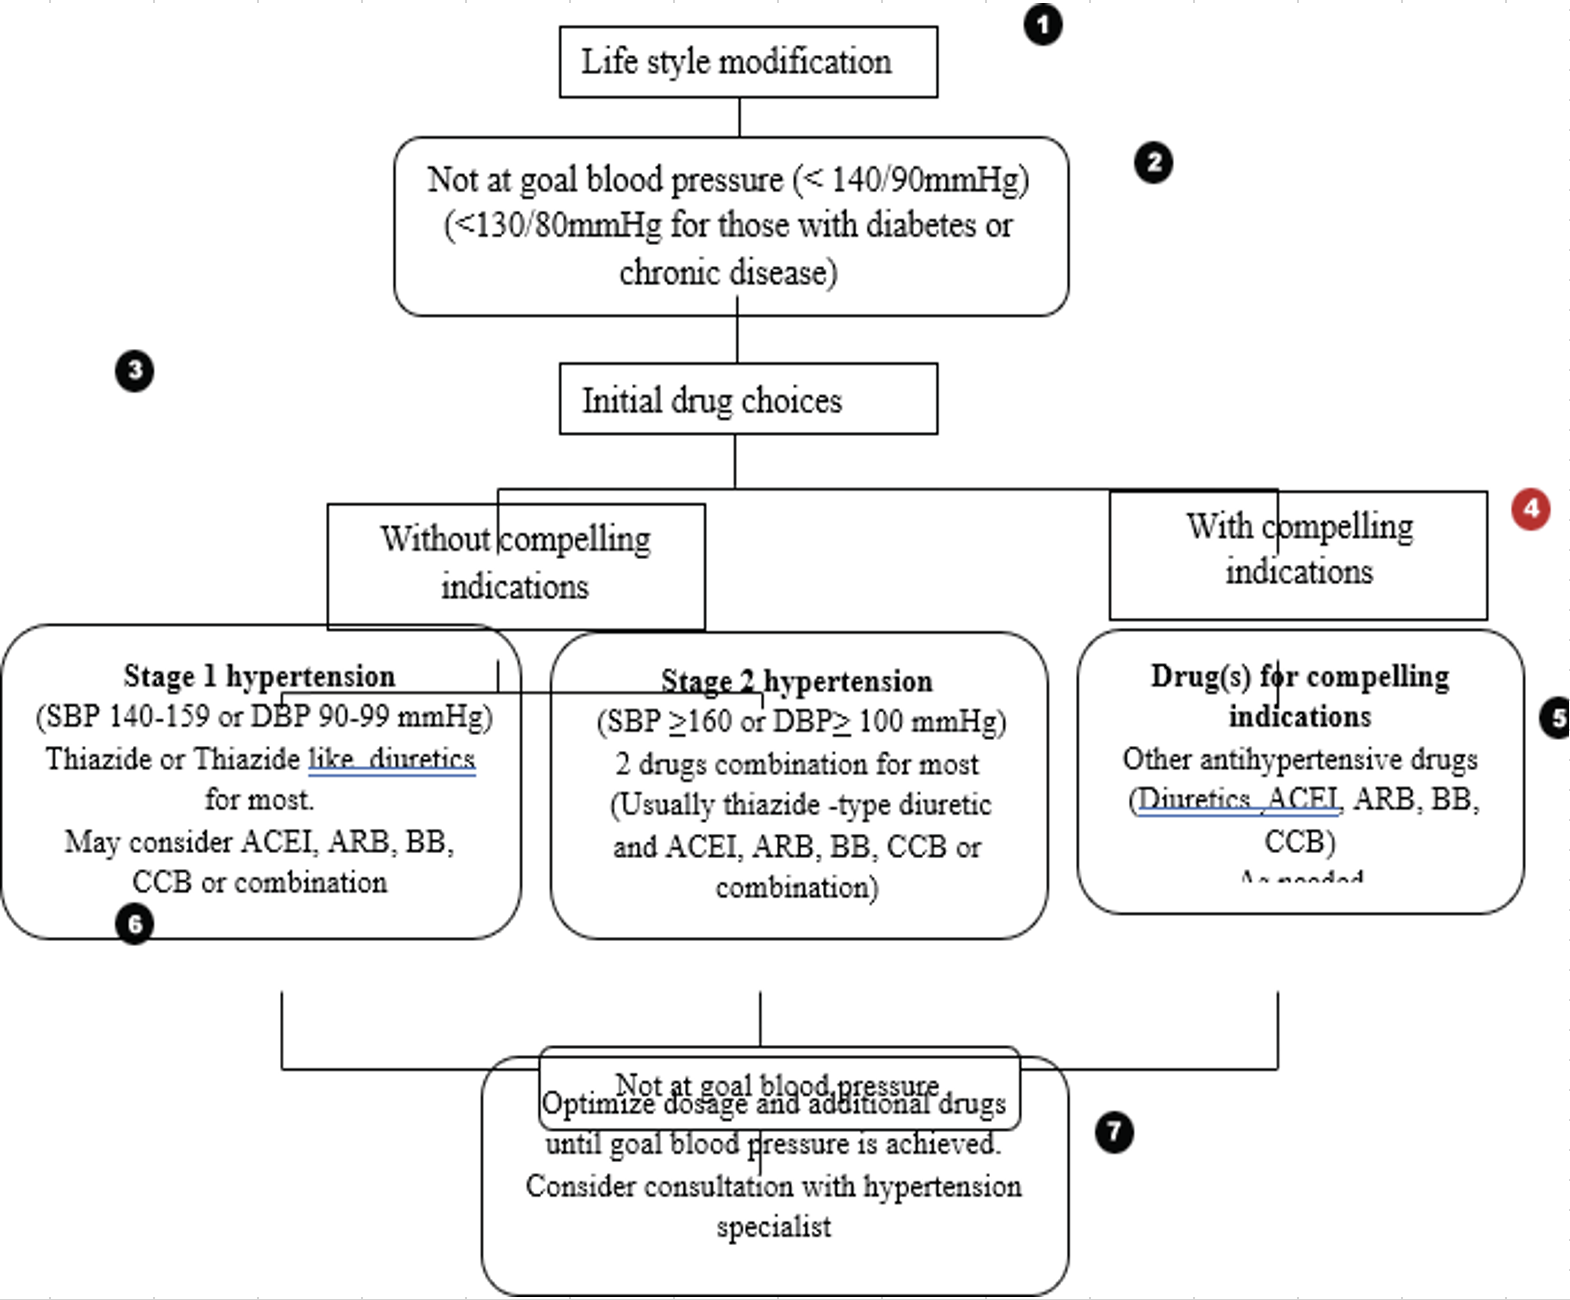 1
Life style modification
2
Not at goal blood pressure (< 140/90mmHg)
(<130/80mmHg for those with diabetes or
chronic disease)
3
Initial drug choices
Without compelling
indications
With compelling
indications
4
Stage 1 hypertension
(SBP 140-159 or DBP 90-99 mmHg)
Thiazide or Thiazide like diuretics
for most.
May consider ACEI, ARB, BB,
CCB or combination
6
Stage 2 hypertension
(SBP ≥160 or DBP≥ 100 mmHg)
2 drugs combination for most
(Usually thiazide -type diuretic
and ACEI, ARB, BB, CCB or
combination)
Drug(s) for compelling
indications
Other antihypertensive drugs
(Diuretics, ACEI, ARB, BB,
CCB)
As needed
5
Not at goal blood pressure
Optimize dosage and additional drugs
until goal blood pressure is achieved.
Consider consultation with hypertension
specialist
7